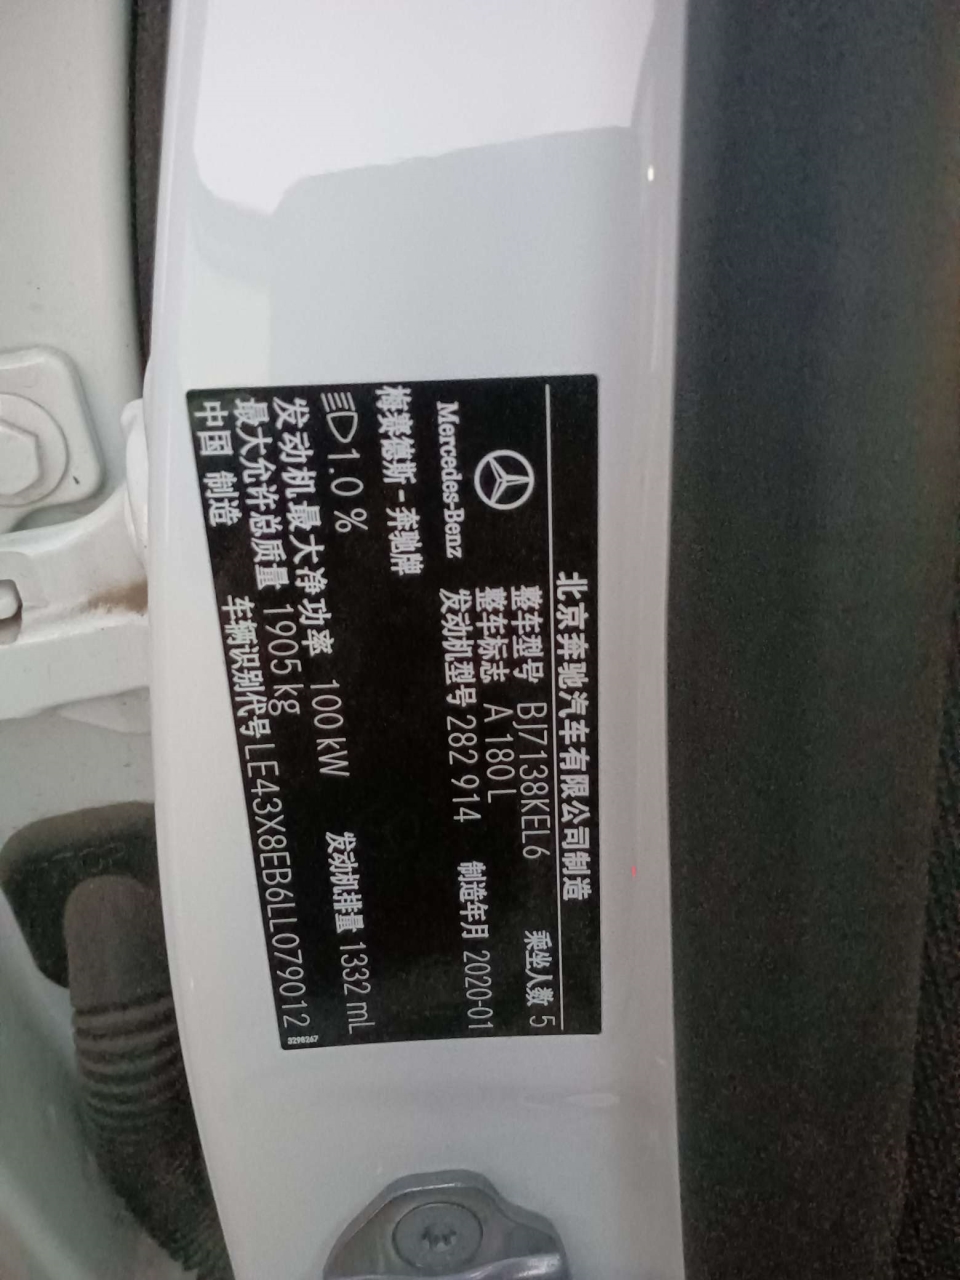 北京奔驰汽车有限公司制造
整车型号 BJ7138KEL6 乘坐人数 5
整车标志 A 180 L
Mercedes-Benz 发动机型号 282 914 制造年月 2020-01
梅赛德斯-奔驰牌
1.0 % 发动机排量 1332 mL
发动机最大净功率 100 kW
最大允许总质量 1905 kg
中国 制造 车辆识别代号 LE43X8EB6LL079012
3298267